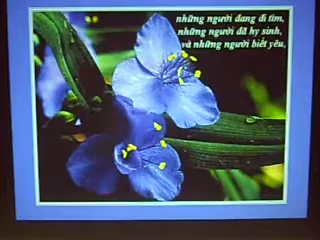 những người đang đi tìm,
những người đã hy sinh,
và những người biết yêu,